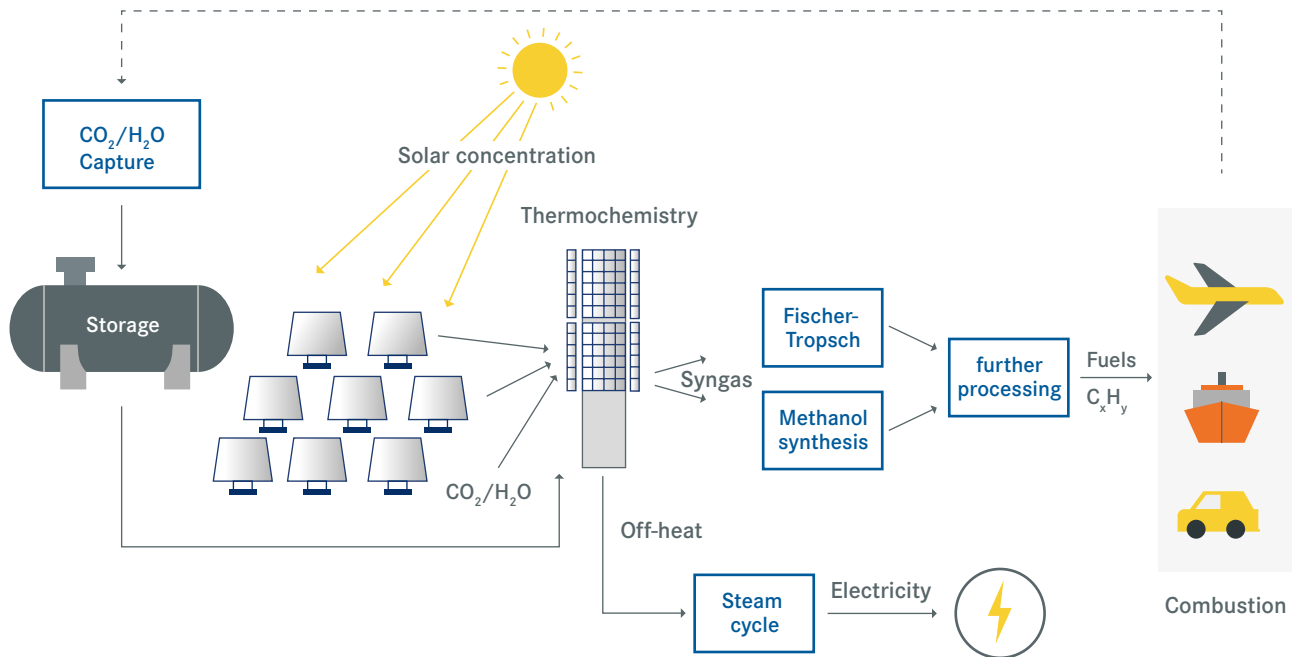 CO₂/H₂O
Capture
Solar concentration
Thermochemistry
Storage
Fischer-
Tropsch
Syngas
further
processing
Fuels
CₓHᵧ
Methanol
synthesis
CO₂/H₂O
Off-heat
Steam
cycle
Electricity
Combustion